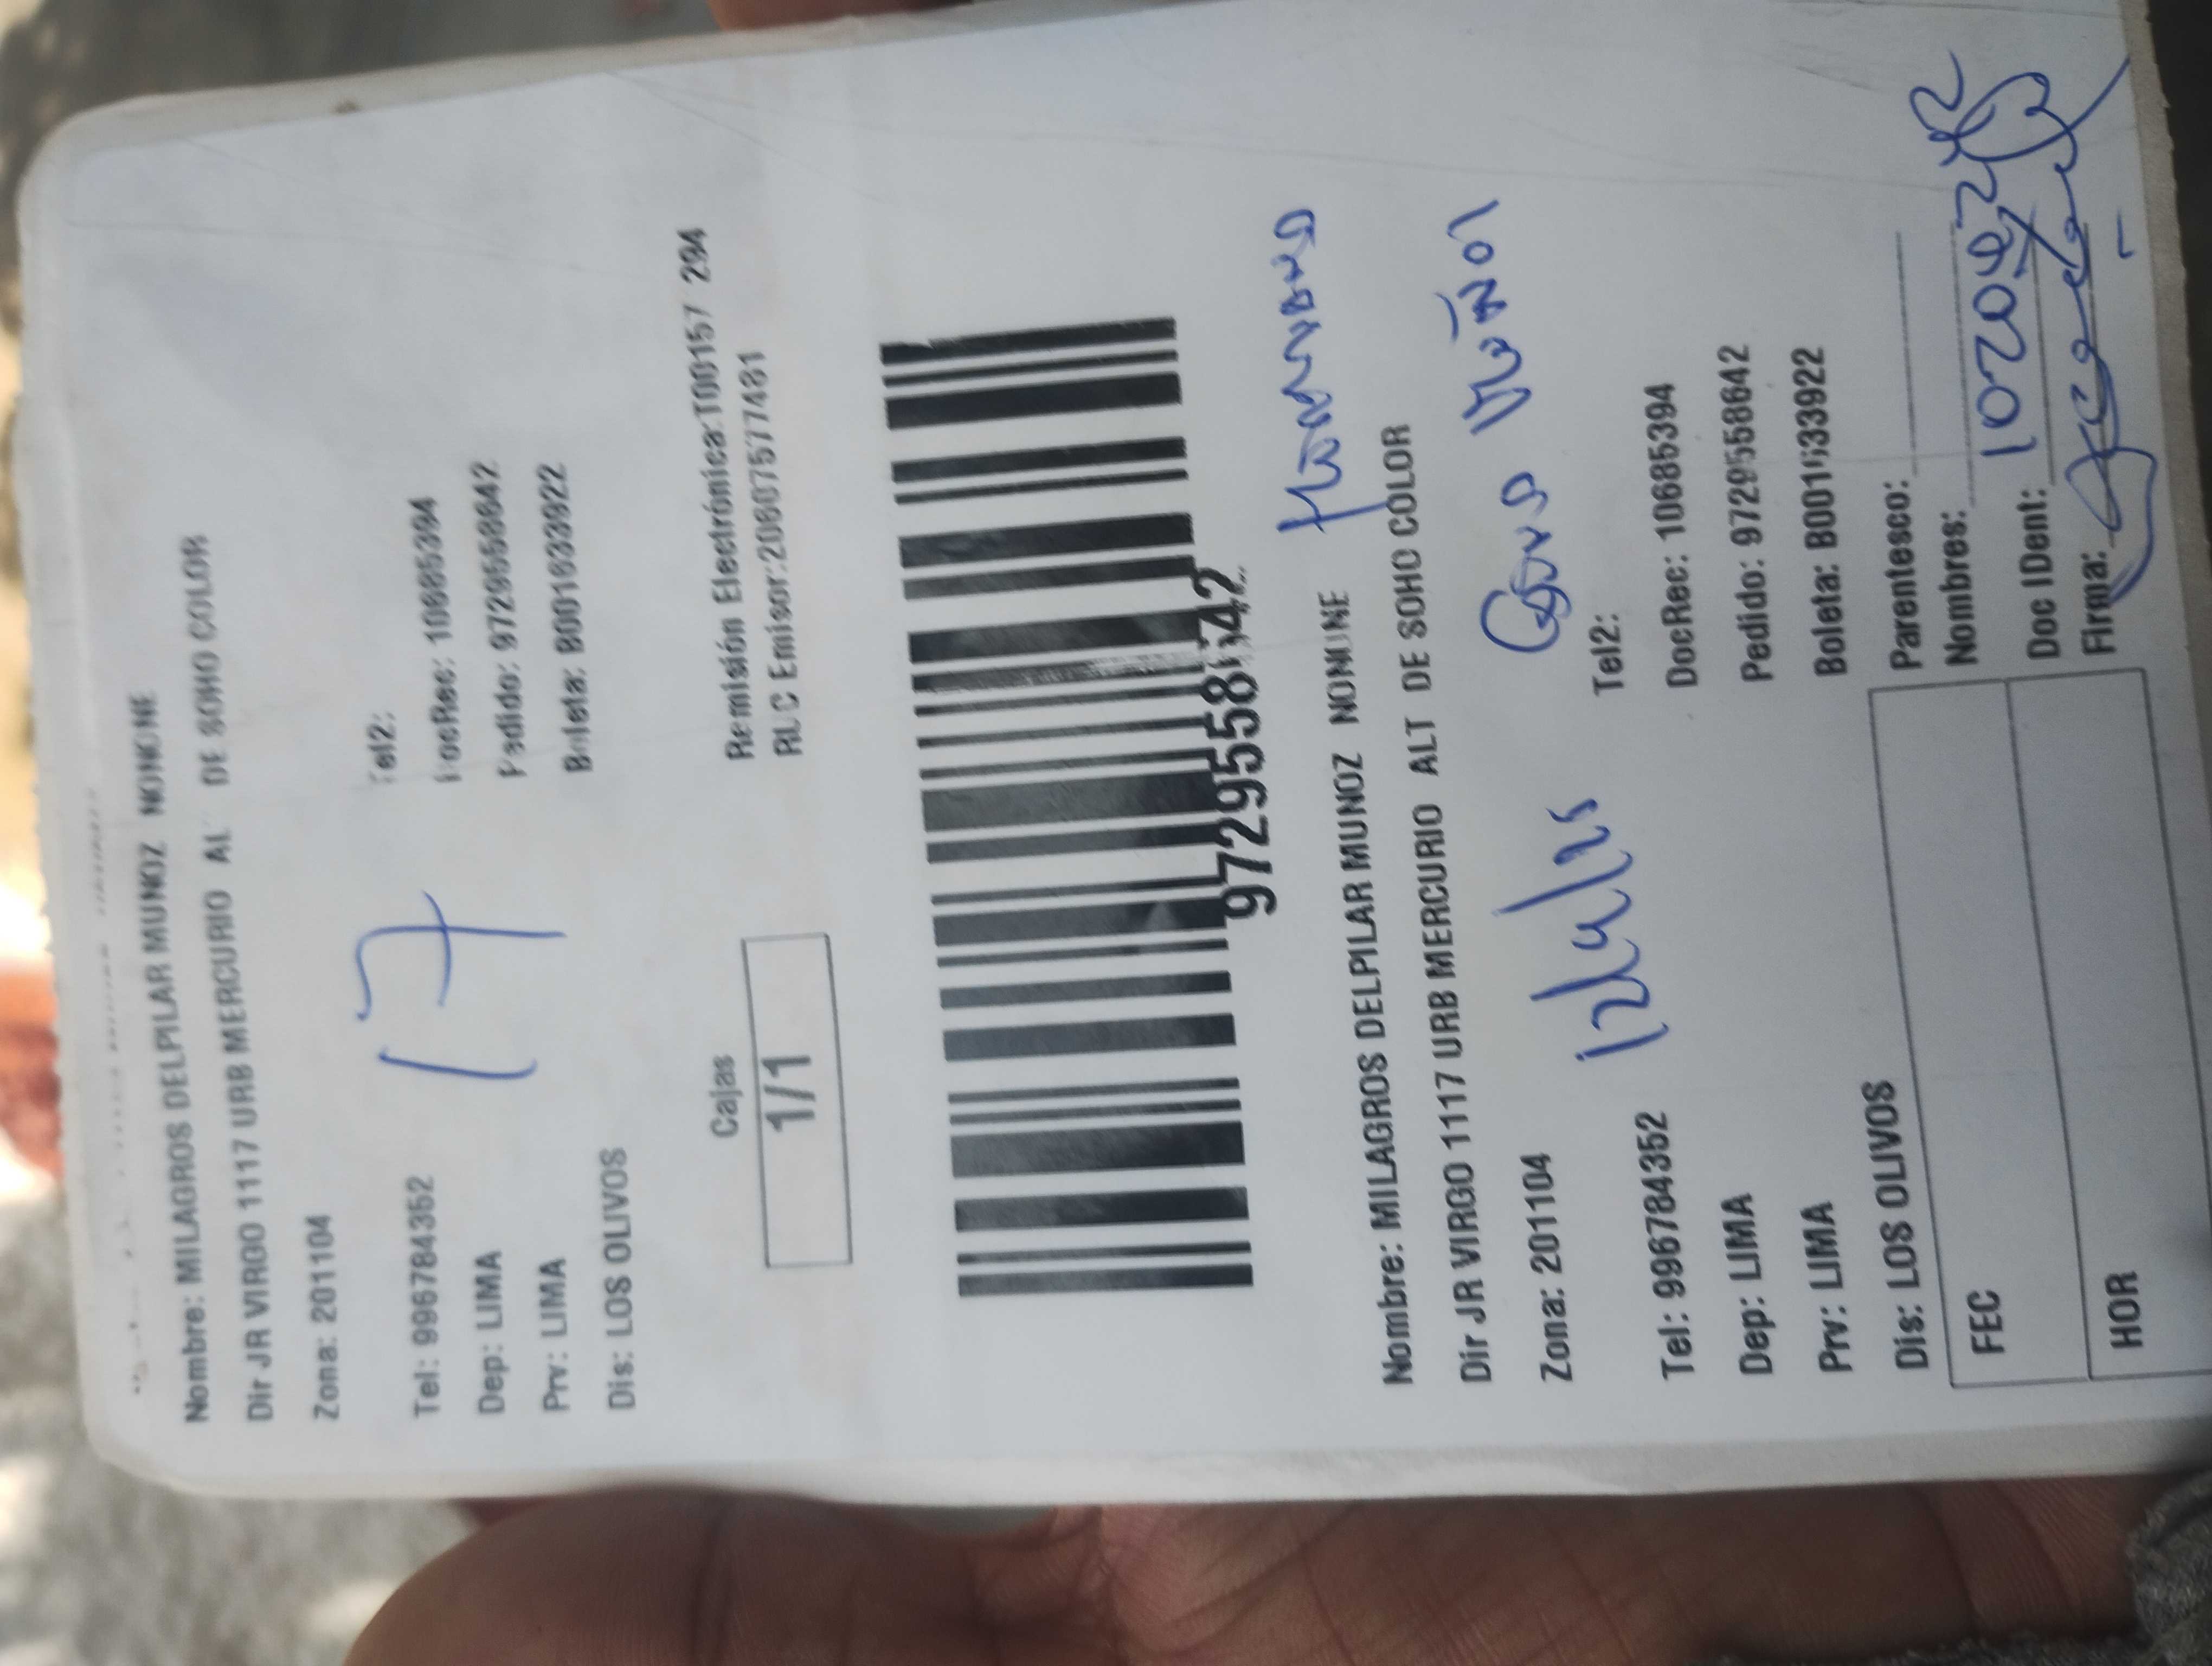 Nombre: MILAGROS DELPILAR MUNOZ NONONE
Dir JR VIRGO 1117 URB MERCURIO AL DE SOHO COLOR
Zona: 201104
17
Tel: 996784352 Tel2:
DocRec: 10685394
Dep: LIMA Pedido: 97295558642
Prv: LIMA Boleta: B001633922
Dis: LOS OLIVOS
Remisión Electrónica:T00157 294
Cajas RUC Emisor:20607577481
1/1
97295558642
Nombre: MILAGROS DELPILAR MUNOZ NONONE
Dir JR VIRGO 1117 URB MERCURIO ALT DE SOHO COLOR
Zona: 201104
Tel: 996784352 Tel2:
DocRec: 10685394
Dep: LIMA Pedido: 97295558642
Prv: LIMA Boleta: B001633922
Dis: LOS OLIVOS
FEC Parentesco:
Nombres:
HOR Doc IDent:
Firma: